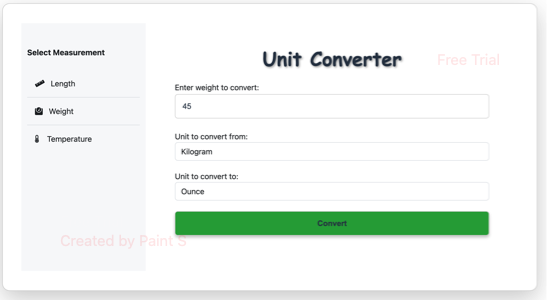 Select Measurement
Length
Weight
Temperature
Unit Converter
Free Trial
Enter weight to convert:
45
Unit to convert from:
Kilogram
Unit to convert to:
Ounce
Convert
Created by Paint S